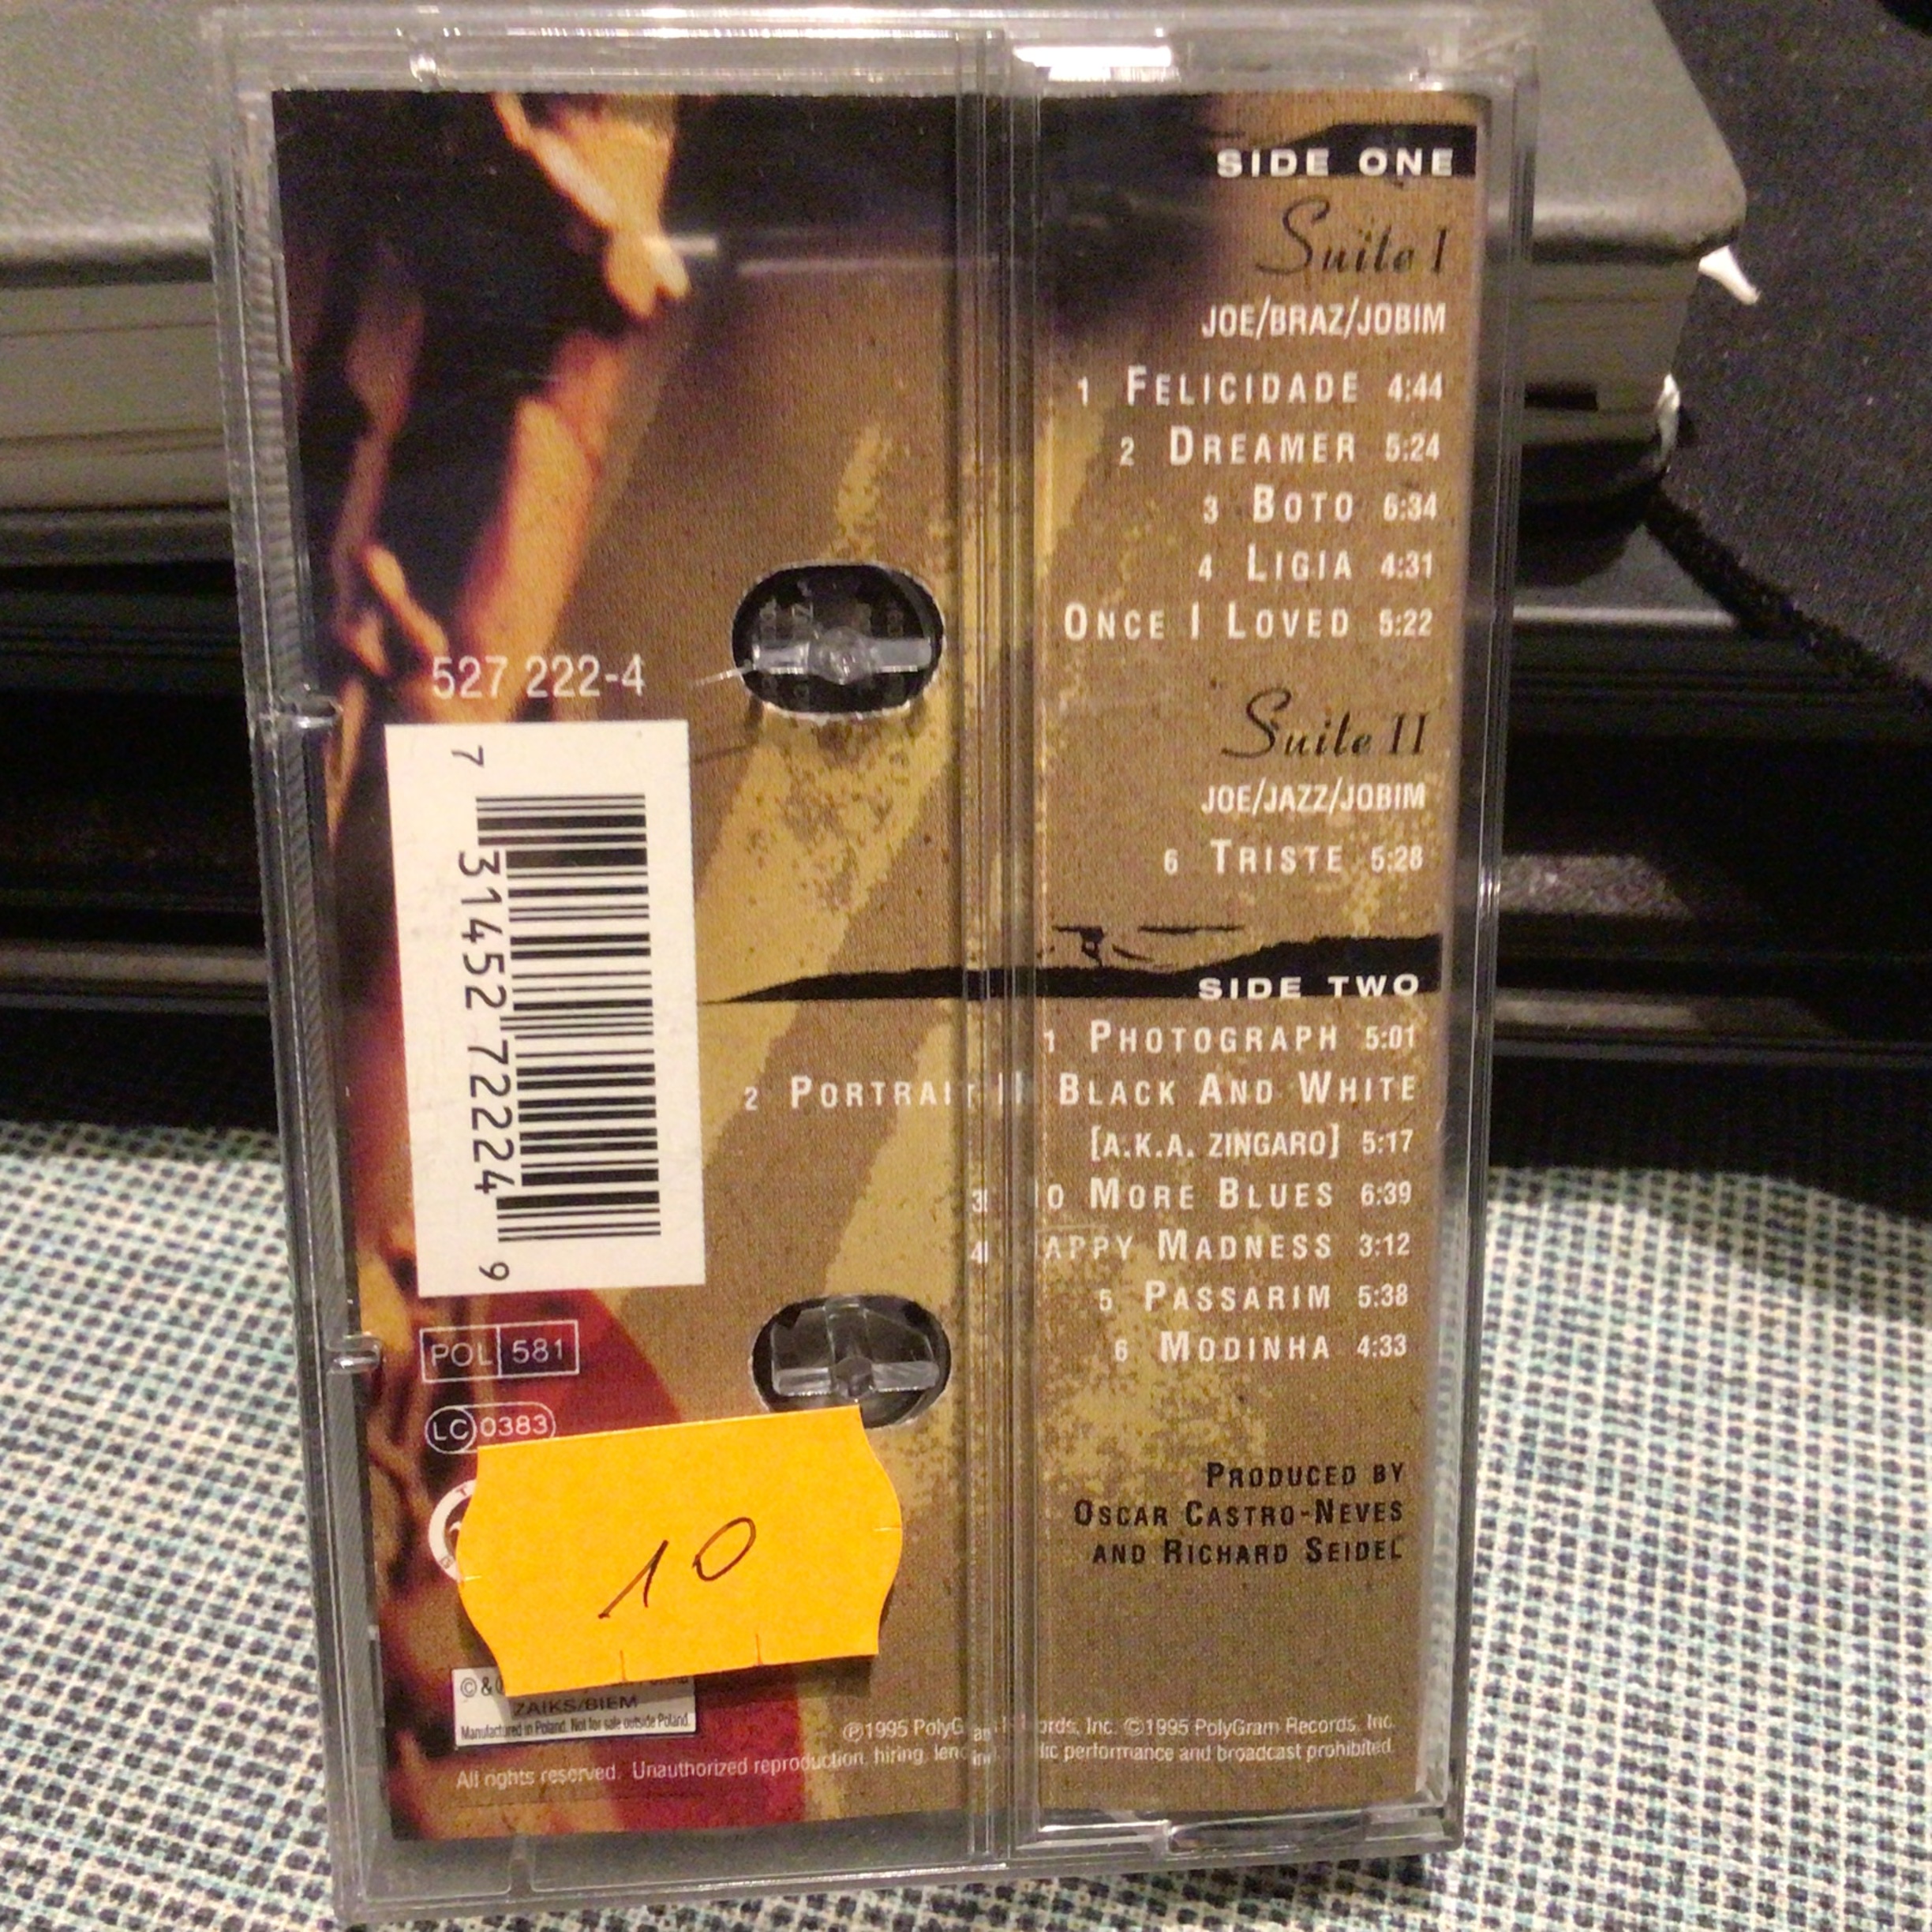 SIDE ONE
Suite I
JOE/BRAZ/JOBIM
1 FELICIDADE 4:44
2 DREAMER 5:24
3 BOTO 6:34
4 LIGIA 4:31
ONCE I LOVED 5:22
Suite II
JOE/JAZZ/JOBIM
6 TRISTE 5:28
SIDE TWO
1 PHOTOGRAPH 5:01
2 PORTRAIT BLACK AND WHITE
[A.K.A. ZINGARO] 5:17
3 MORE BLUES 6:39
4 MADNESS 3:12
5 PASSARIM 5:38
6 MODINHA 4:33
PRODUCED BY
OSCAR CASTRO-NEVES
AND RICHARD SEIDEL
527 222-4
7 31452 72224 9
POL 581
LC 0383
10
© &
ZAIKS/BIEM
Manufactured in Poland. Not for sale outside Poland.
℗1995 Inc. ©1995 PolyGram Records, Inc.
All rights reserved. Unauthorized reproduction, hiring, performance and broadcast prohibited.